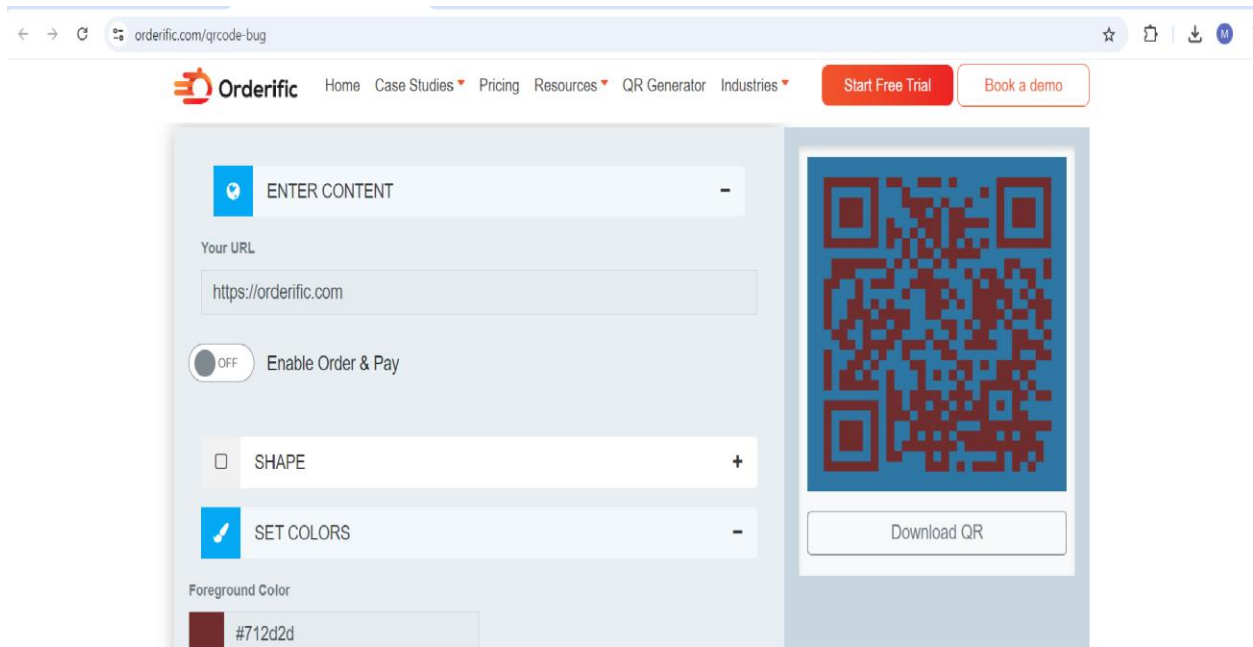 orderific.com/qrcode-bug
M
Orderific Home Case Studies Pricing Resources QR Generator Industries Start Free Trial Book a demo
ENTER CONTENT
Your URL
https://orderific.com
OFF Enable Order & Pay
SHAPE
SET COLORS
Download QR
Foreground Color
#712d2d